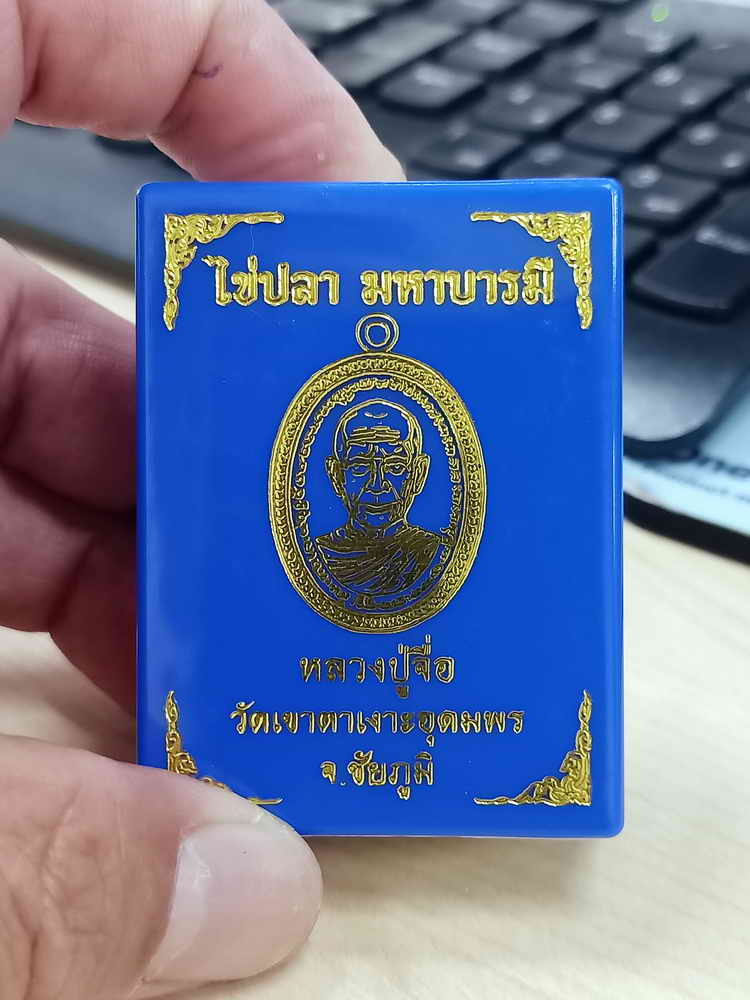 ไข่ปลา มหาบารมี
หลวงปู่จื่อ
วัดเขาตาเงาะอุดมพร
จ.ชัยภูมิ